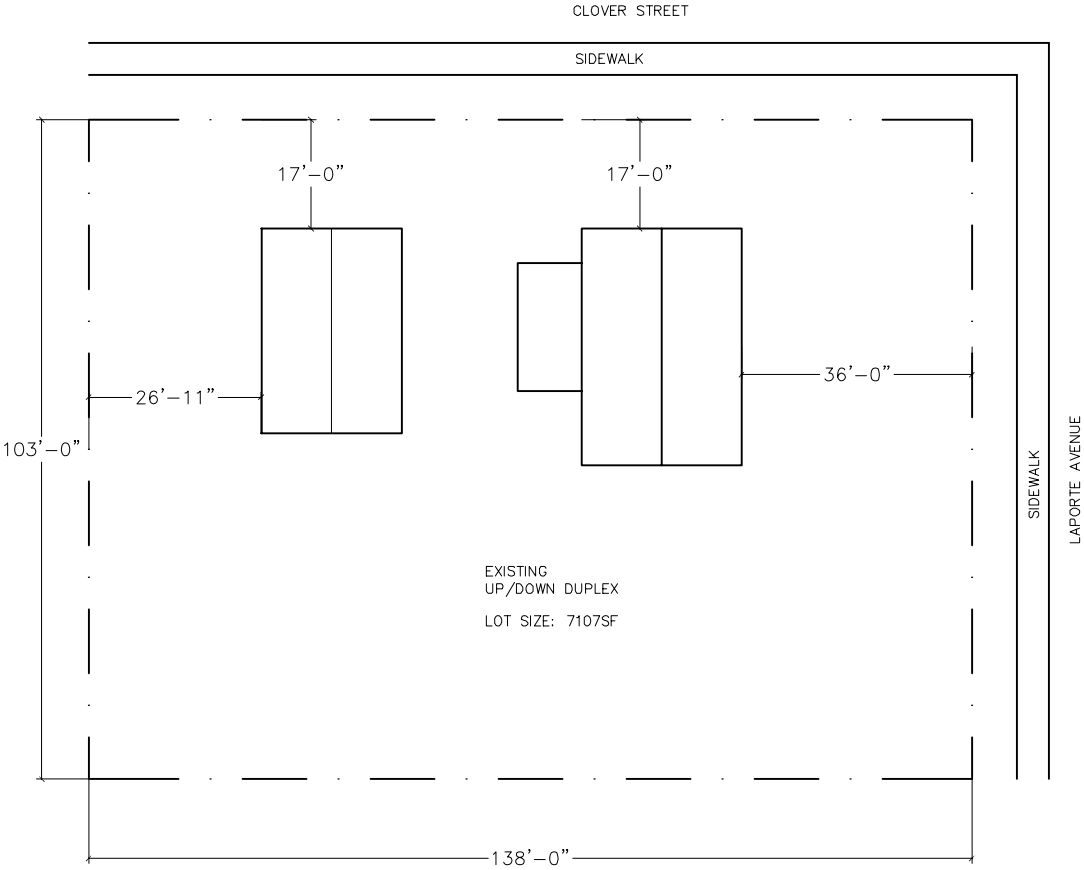 CLOVER STREET
SIDEWALK
17'-0"
17'-0"
36'-0"
26'-11"
103'-0"
SIDEWALK
LAPORTE AVENUE
EXISTING
UP/DOWN DUPLEX
LOT SIZE: 7107SF
138'-0"